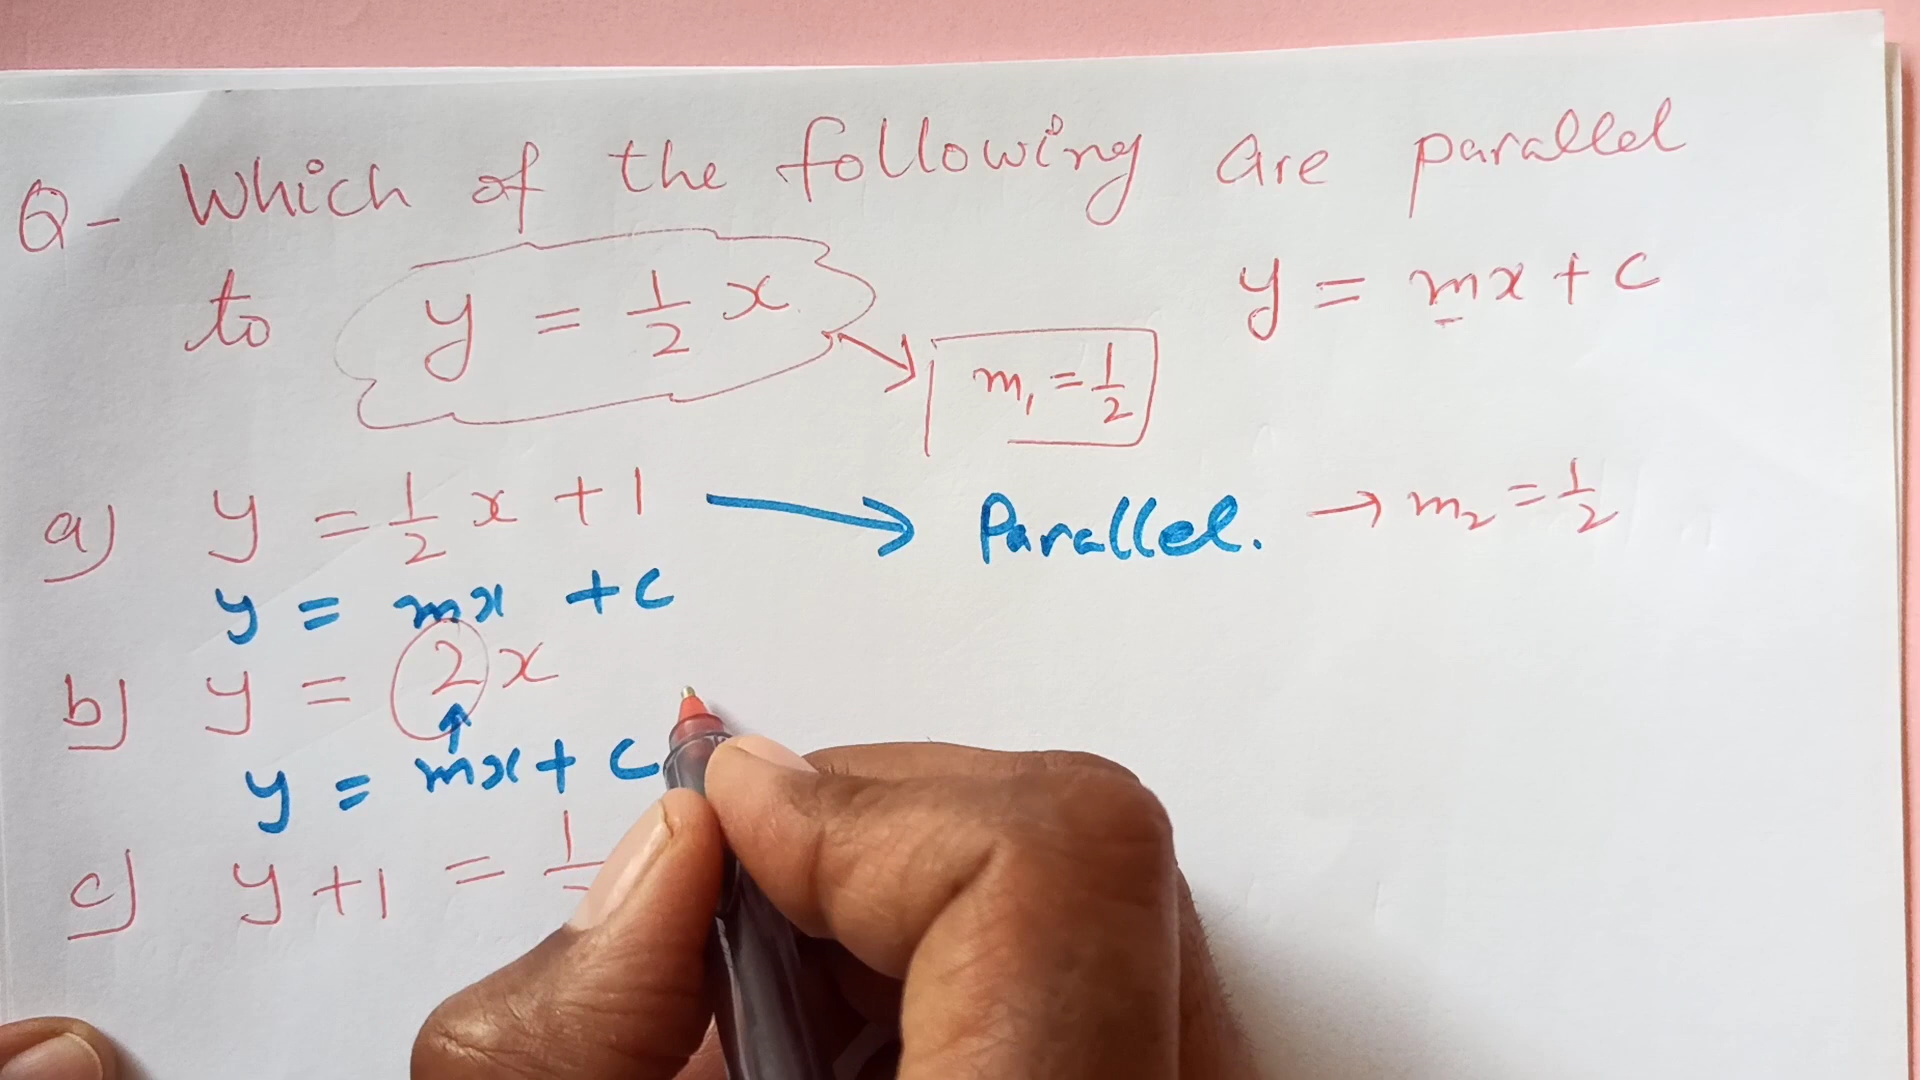 Q- Which of the following are parallel
to y = 1/2 x
y = mx + c
m₁ = 1/2
a) y = 1/2 x + 1 → Parallel. → m₂ = 1/2
y = mx + c
b) y = 2x
y = mx + c
c) y + 1 =